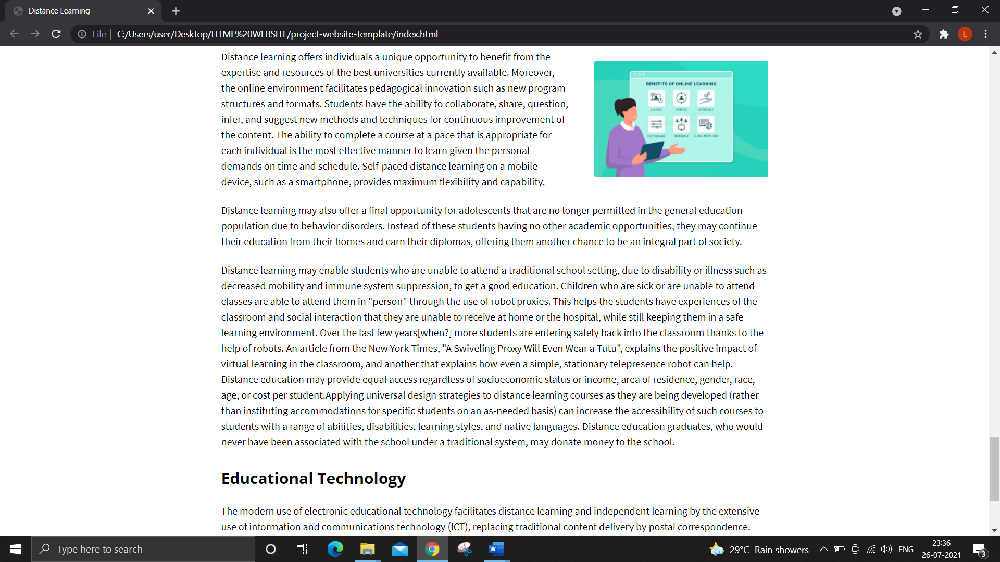 Distance Learning
File
C:/Users/user/Desktop/HTML%20WEBSITE/project-website-template/index.html
L
Distance learning offers individuals a unique opportunity to benefit from the
expertise and resources of the best universities currently available. Moreover,
the online environment facilitates pedagogical innovation such as new program
structures and formats. Students have the ability to collaborate, share, question,
infer, and suggest new methods and techniques for continuous improvement of
the content. The ability to complete a course at a pace that is appropriate for
each individual is the most effective manner to learn given the personal
demands on time and schedule. Self-paced distance learning on a mobile
device, such as a smartphone, provides maximum flexibility and capability.
BENEFITS OF ONLINE LEARNING
FLEXIBLE UPDATED AFFORDABLE
CUSTOMIZABLE ACCESSIBLE GLOBAL KNOWLEDGE
Distance learning may also offer a final opportunity for adolescents that are no longer permitted in the general education
population due to behavior disorders. Instead of these students having no other academic opportunities, they may continue
their education from their homes and earn their diplomas, offering them another chance to be an integral part of society.
Distance learning may enable students who are unable to attend a traditional school setting, due to disability or illness such as
decreased mobility and immune system suppression, to get a good education. Children who are sick or are unable to attend
classes are able to attend them in "person" through the use of robot proxies. This helps the students have experiences of the
classroom and social interaction that they are unable to receive at home or the hospital, while still keeping them in a safe
learning environment. Over the last few years[when?] more students are entering safely back into the classroom thanks to the
help of robots. An article from the New York Times, "A Swiveling Proxy Will Even Wear a Tutu", explains the positive impact of
virtual learning in the classroom, and another that explains how even a simple, stationary telepresence robot can help.
Distance education may provide equal access regardless of socioeconomic status or income, area of residence, gender, race,
age, or cost per student.Applying universal design strategies to distance learning courses as they are being developed (rather
than instituting accommodations for specific students on an as-needed basis) can increase the accessibility of such courses to
students with a range of abilities, disabilities, learning styles, and native languages. Distance education graduates, who would
never have been associated with the school under a traditional system, may donate money to the school.
Educational Technology
The modern use of electronic educational technology facilitates distance learning and independent learning by the extensive
use of information and communications technology (ICT), replacing traditional content delivery by postal correspondence.
Type here to search
W
29°C Rain showers
ENG
23:36
26-07-2021
3